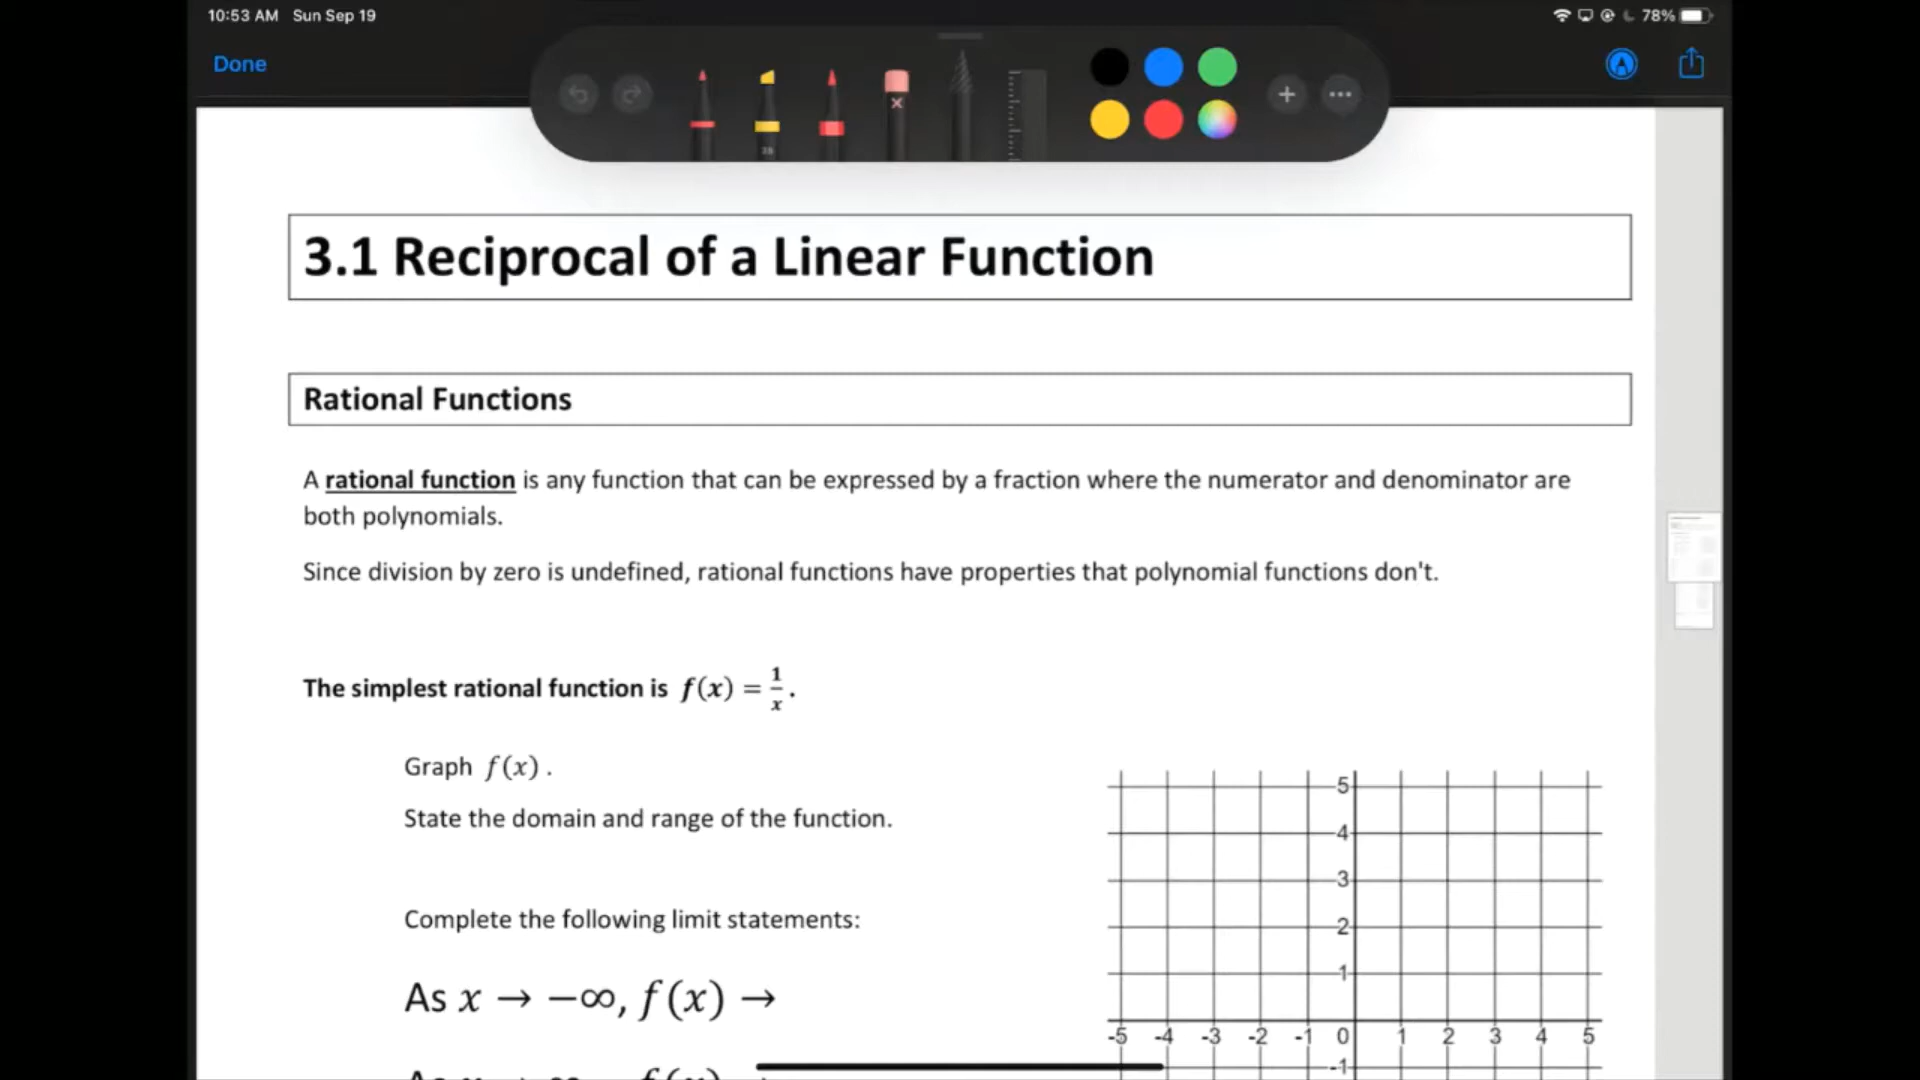 10:53 AM Sun Sep 19
78%
Done
3.1 Reciprocal of a Linear Function
Rational Functions
A rational function is any function that can be expressed by a fraction where the numerator and denominator are
both polynomials.
Since division by zero is undefined, rational functions have properties that polynomial functions don't.
The simplest rational function is f(x) = 1/x .
Graph f(x) .
State the domain and range of the function.
Complete the following limit statements:
As x → −∞, f(x) →
5
4
3
2
1
-5 -4 -3 -2 -1 0 1 2 3 4 5
-1